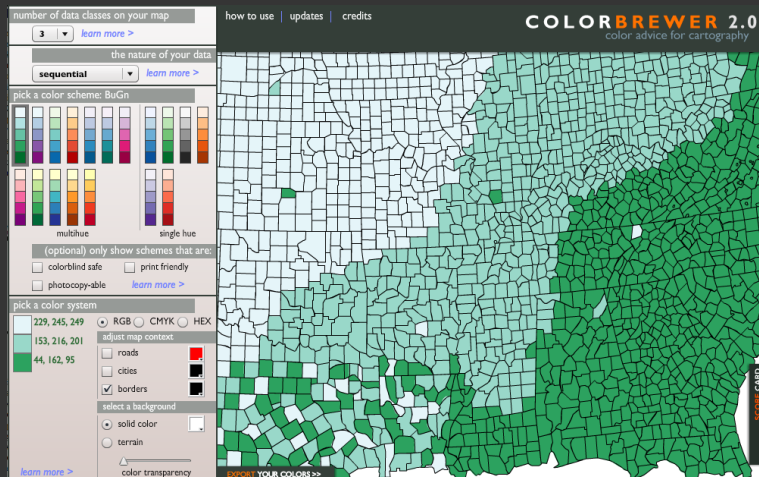 number of data classes on your map
3
learn more >
the nature of your data
sequential
learn more >
pick a color scheme: BuGn
multihue
single hue
(optional) only show schemes that are:
colorblind safe
print friendly
photocopy-able
learn more >
pick a color system
229, 245, 249
153, 216, 201
44, 162, 95
RGB
CMYK
HEX
adjust map context
roads
cities
borders
select a background
solid color
terrain
color transparency
learn more >
how to use | updates | credits
COLORBREWER 2.0
color advice for cartography
EXPORT YOUR COLORS >>
SCORE CARD